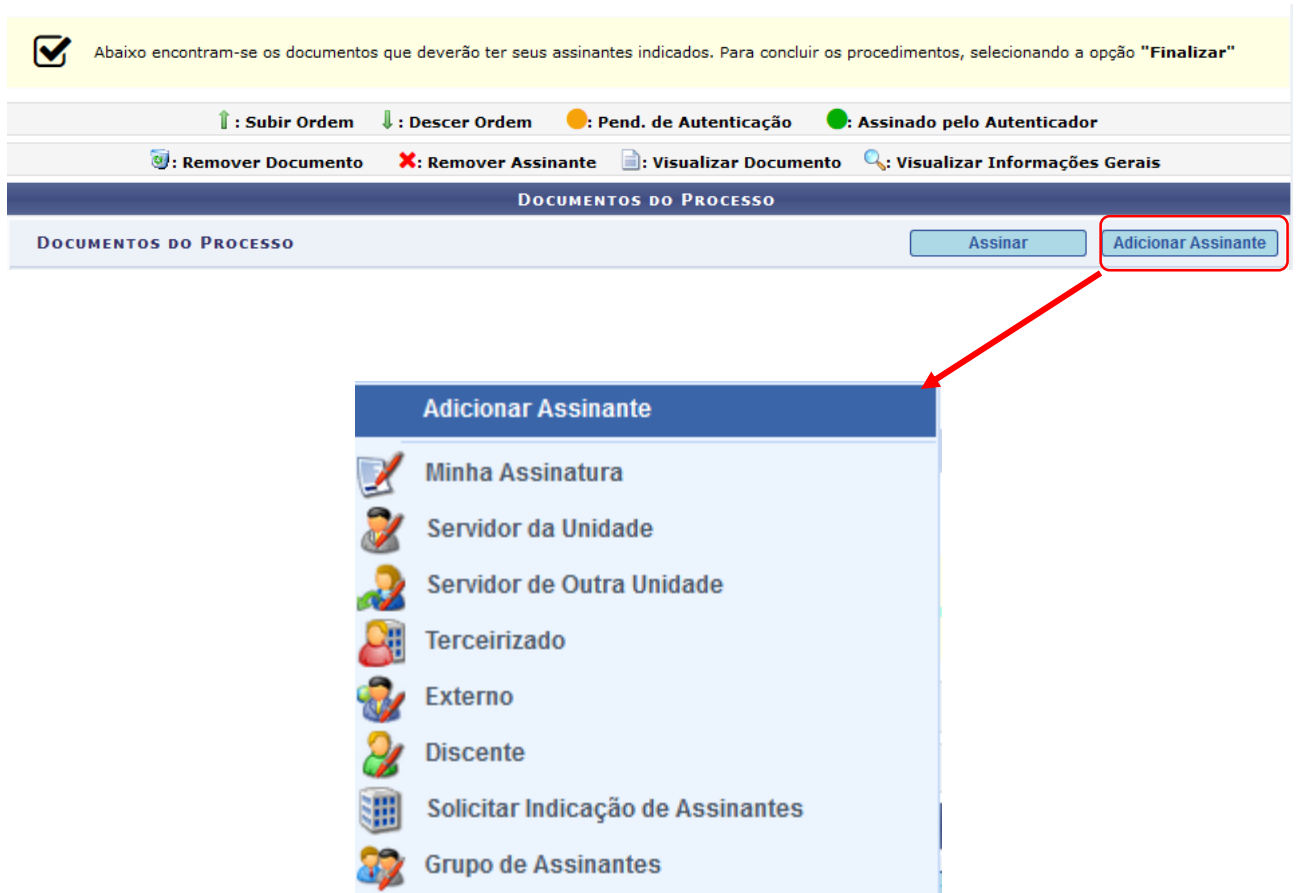 Abaixo encontram-se os documentos que deverão ter seus assinantes indicados. Para concluir os procedimentos, selecionando a opção "Finalizar"
: Subir Ordem : Descer Ordem : Pend. de Autenticação : Assinado pelo Autenticador
: Remover Documento : Remover Assinante : Visualizar Documento : Visualizar Informações Gerais
Documentos do Processo
Documentos do Processo Assinar Adicionar Assinante
Adicionar Assinante
Minha Assinatura
Servidor da Unidade
Servidor de Outra Unidade
Terceirizado
Externo
Discente
Solicitar Indicação de Assinantes
Grupo de Assinantes